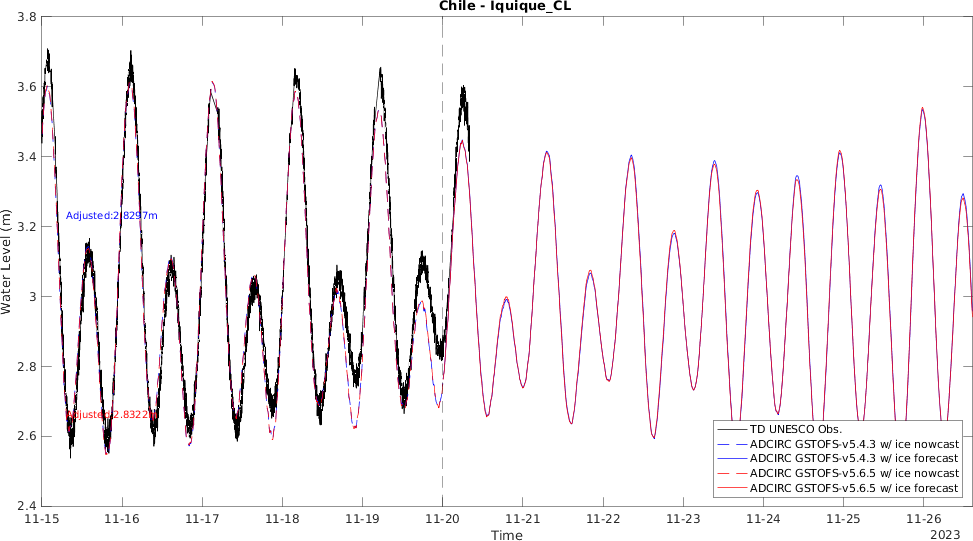 Chile - Iquique_CL
3.8
3.6
3.4
3.2
3
2.8
2.6
2.4
Water Level (m)
Adjusted:2.8297m
Adjusted:2.8322m
TD UNESCO Obs.
ADCIRC GSTOFS-v5.4.3 w/ ice nowcast
ADCIRC GSTOFS-v5.4.3 w/ ice forecast
ADCIRC GSTOFS-v5.6.5 w/ ice nowcast
ADCIRC GSTOFS-v5.6.5 w/ ice forecast
11-15 11-16 11-17 11-18 11-19 11-20 11-21 11-22 11-23 11-24 11-25 11-26
Time
2023